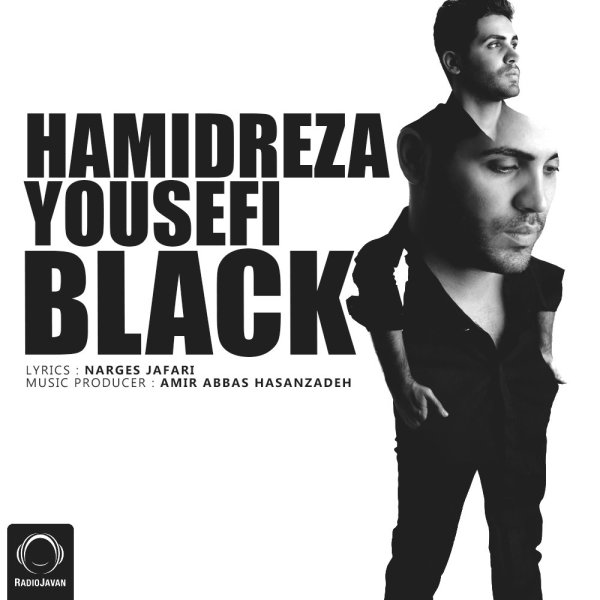 HAMIDREZA
YOUSEFI
BLACK
LYRICS : NARGES JAFARI
MUSIC PRODUCER : AMIR ABBAS HASANZADEH
RADIOJAVAN